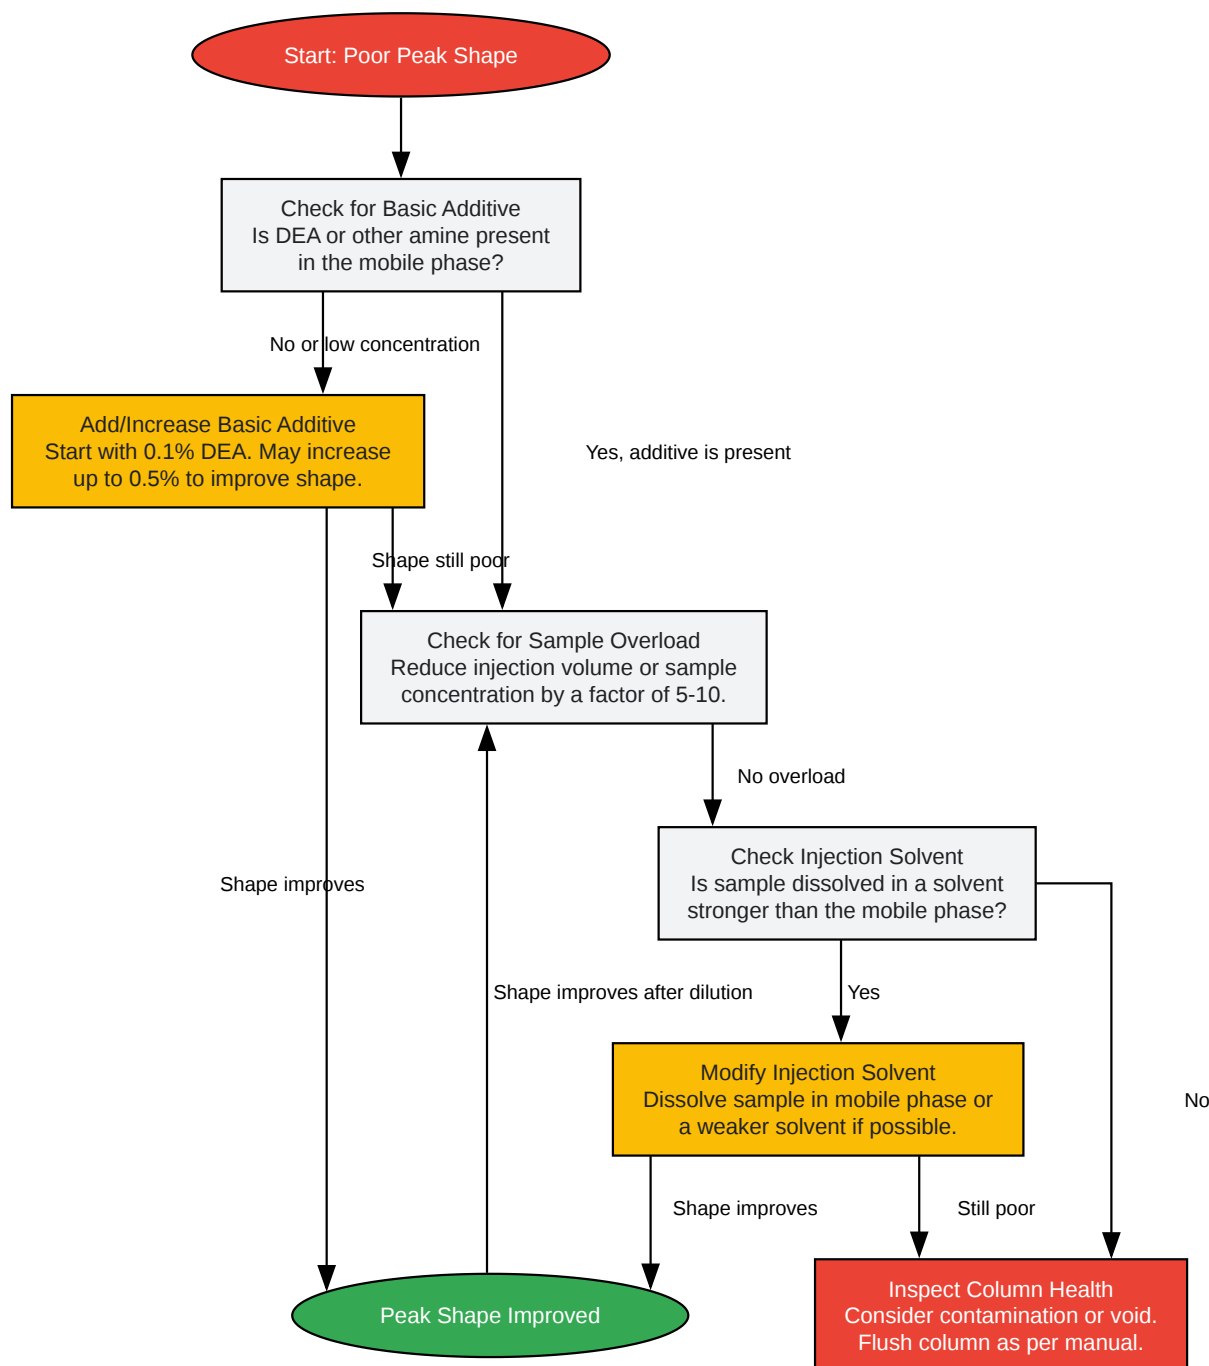 Start: Poor Peak Shape
Check for Basic Additive
Is DEA or other amine present
in the mobile phase?
No or low concentration
Add/Increase Basic Additive
Start with 0.1% DEA. May increase
up to 0.5% to improve shape.
Yes, additive is present
Shape still poor
Check for Sample Overload
Reduce injection volume or sample
concentration by a factor of 5-10.
No overload
Check Injection Solvent
Is sample dissolved in a solvent
stronger than the mobile phase?
Shape improves
Shape improves after dilution
Yes
Modify Injection Solvent
Dissolve sample in mobile phase or
a weaker solvent if possible.
No
Shape improves
Still poor
Inspect Column Health
Consider contamination or void.
Flush column as per manual.
Peak Shape Improved